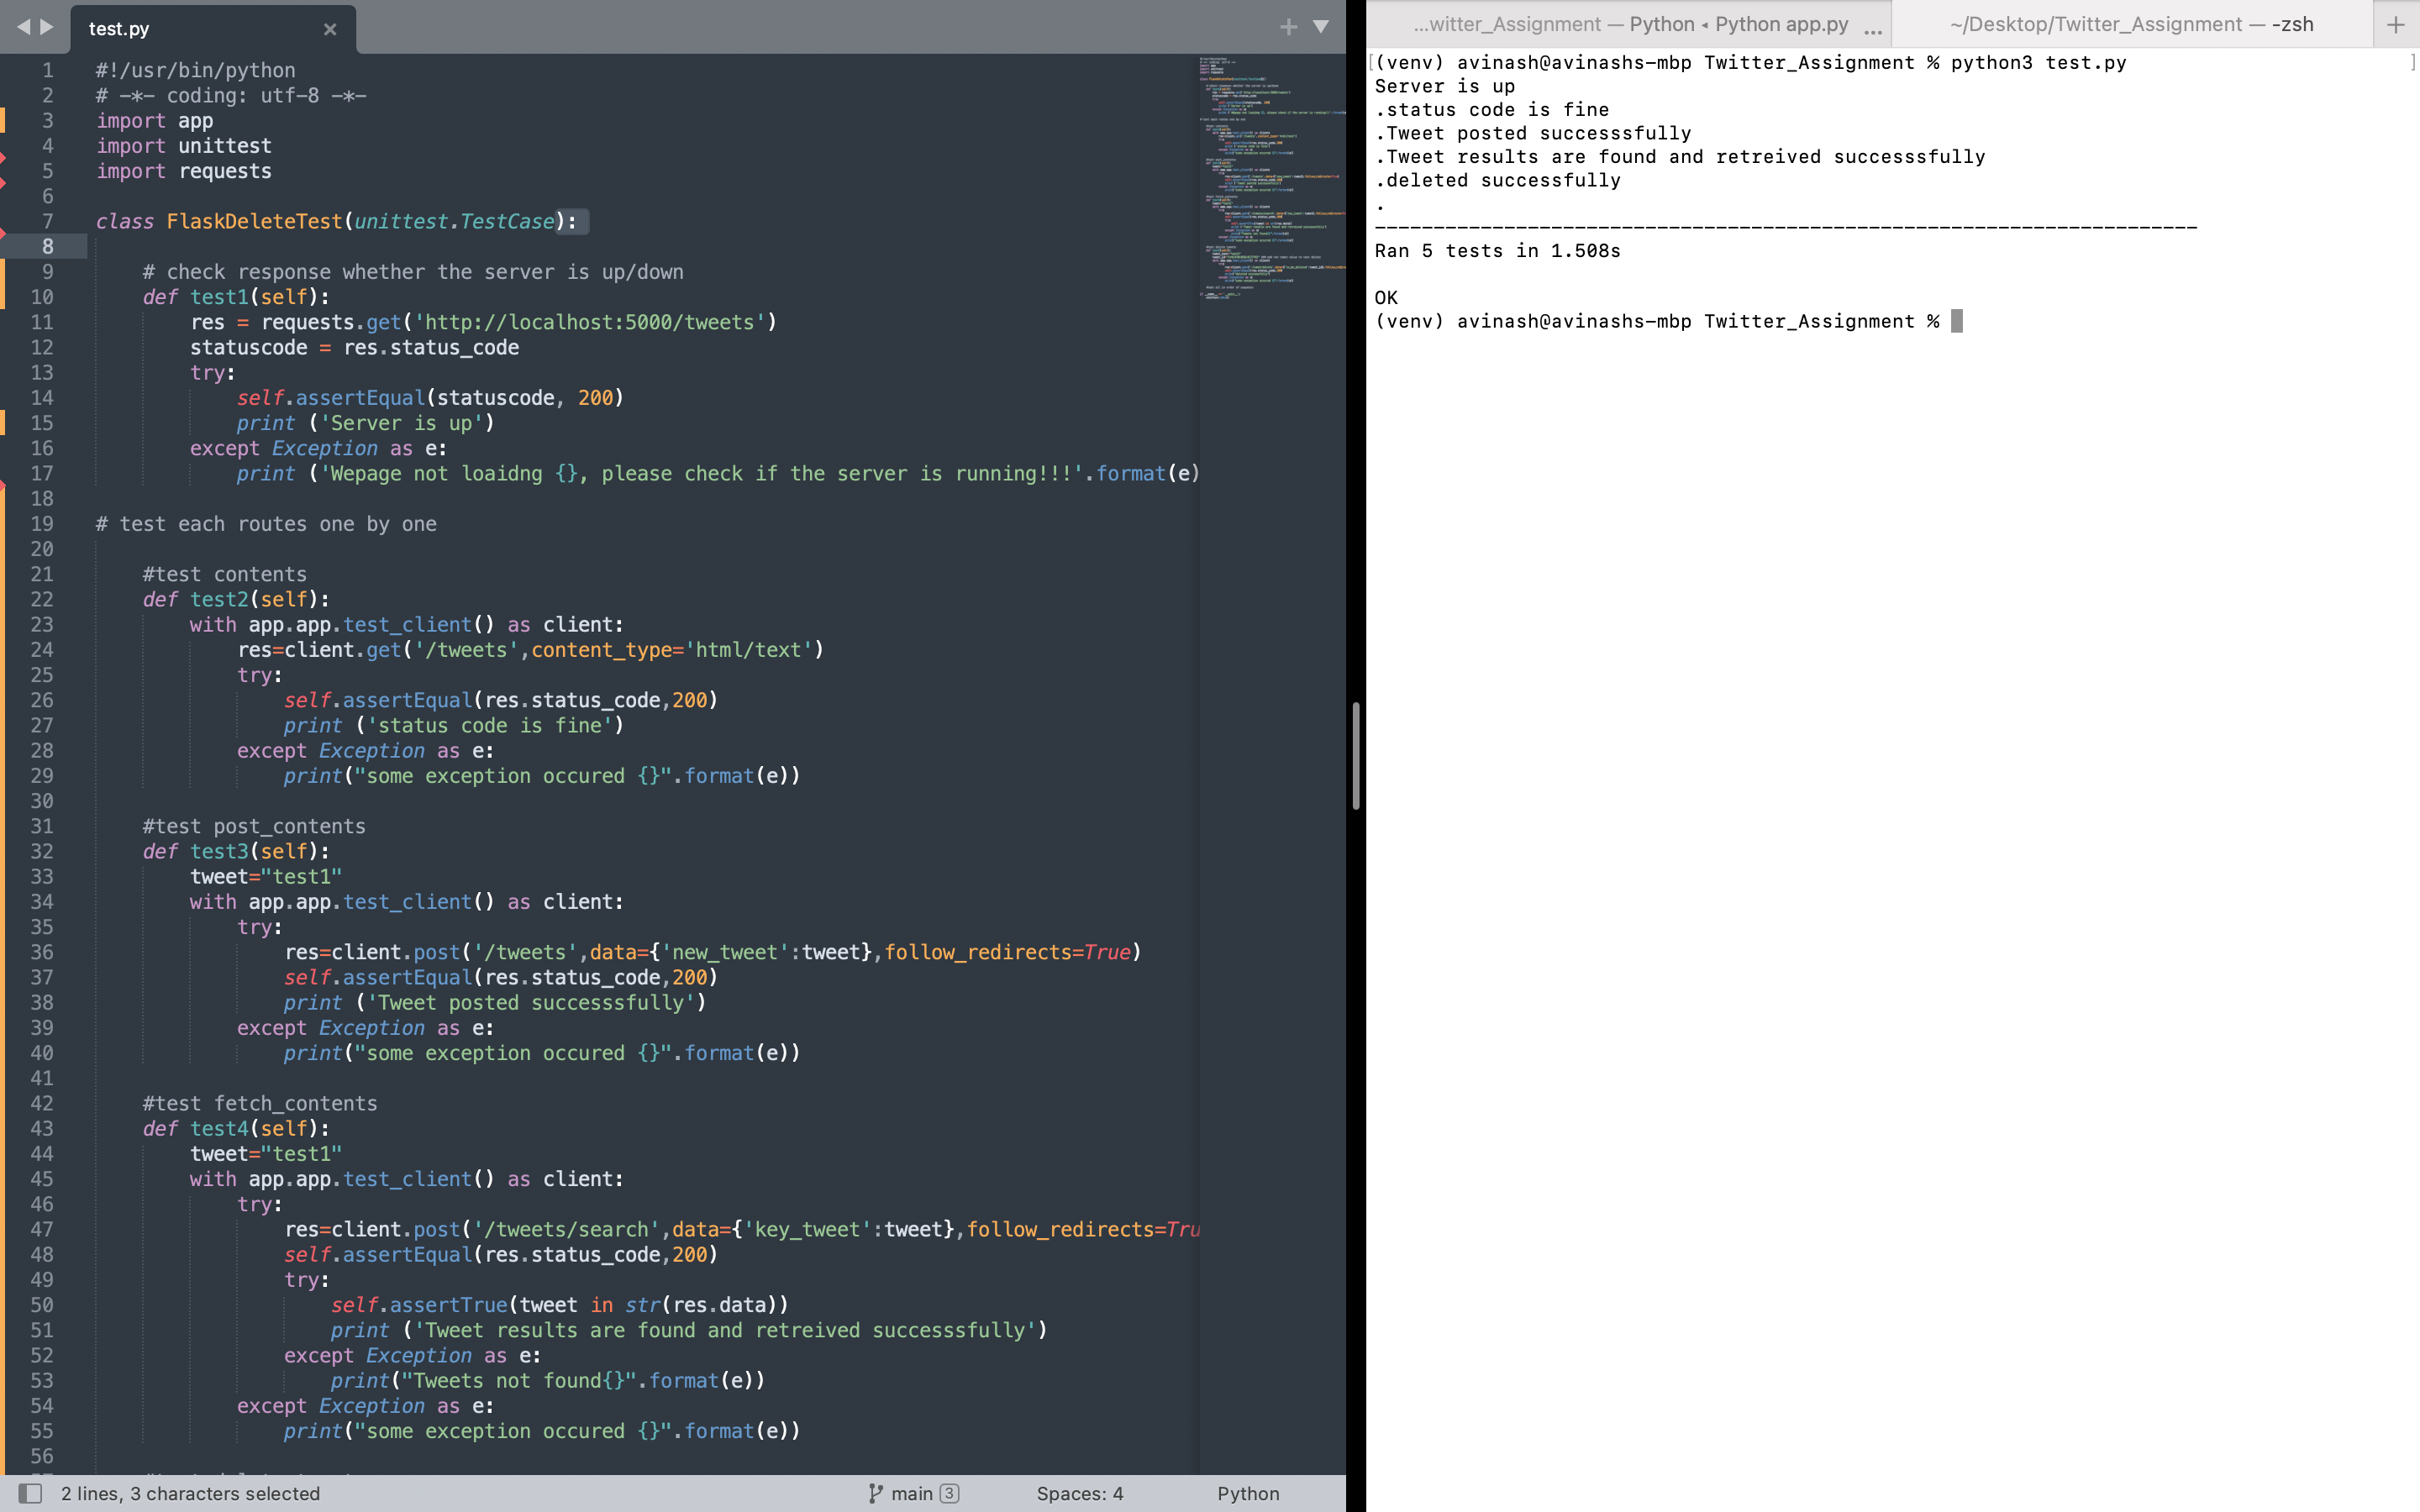 test.py
1 #!/usr/bin/python
2 # -*- coding: utf-8 -*-
3 import app
4 import unittest
5 import requests
6
7 class FlaskDeleteTest(unittest.TestCase):
8
9     # check response whether the server is up/down
10     def test1(self):
11         res = requests.get('http://localhost:5000/tweets')
12         statuscode = res.status_code
13         try:
14             self.assertEqual(statuscode, 200)
15             print ('Server is up')
16         except Exception as e:
17             print ('Wepage not loaidng {}, please check if the server is running!!!'.format(e)
18
19 # test each routes one by one
20
21     #test contents
22     def test2(self):
23         with app.app.test_client() as client:
24             res=client.get('/tweets',content_type='html/text')
25             try:
26                 self.assertEqual(res.status_code,200)
27                 print ('status code is fine')
28             except Exception as e:
29                 print("some exception occured {}".format(e))
30
31     #test post_contents
32     def test3(self):
33         tweet="test1"
34         with app.app.test_client() as client:
35             try:
36                 res=client.post('/tweets',data={'new_tweet':tweet},follow_redirects=True)
37                 self.assertEqual(res.status_code,200)
38                 print ('Tweet posted successsfully')
39             except Exception as e:
40                 print("some exception occured {}".format(e))
41
42     #test fetch_contents
43     def test4(self):
44         tweet="test1"
45         with app.app.test_client() as client:
46             try:
47                 res=client.post('/tweets/search',data={'key_tweet':tweet},follow_redirects=Tru
48                 self.assertEqual(res.status_code,200)
49                 try:
50                     self.assertTrue(tweet in str(res.data))
51                     print ('Tweet results are found and retreived successsfully')
52                 except Exception as e:
53                     print("Tweets not found{}".format(e))
54             except Exception as e:
55                 print("some exception occured {}".format(e))
56
2 lines, 3 characters selected
main 3
Spaces: 4
Python
...witter_Assignment — Python ◂ Python app.py ...
~/Desktop/Twitter_Assignment — -zsh
[(venv) avinash@avinashs-mbp Twitter_Assignment % python3 test.py ]
Server is up
.status code is fine
.Tweet posted successsfully
.Tweet results are found and retreived successsfully
.deleted successfully
.
----------------------------------------------------------------------
Ran 5 tests in 1.508s
OK
(venv) avinash@avinashs-mbp Twitter_Assignment %